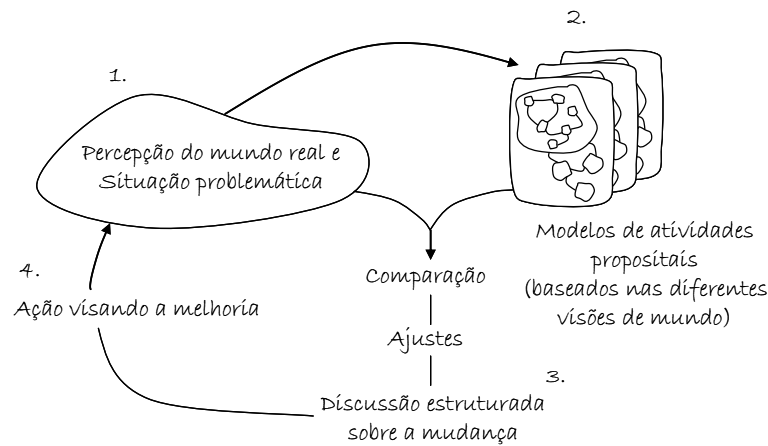 1.
Percepção do mundo real e
Situação problemática
2.
Modelos de atividades
propositais
(baseados nas diferentes
visões de mundo)
Comparação
Ajustes
3.
Discussão estruturada
sobre a mudança
4.
Ação visando a melhoria